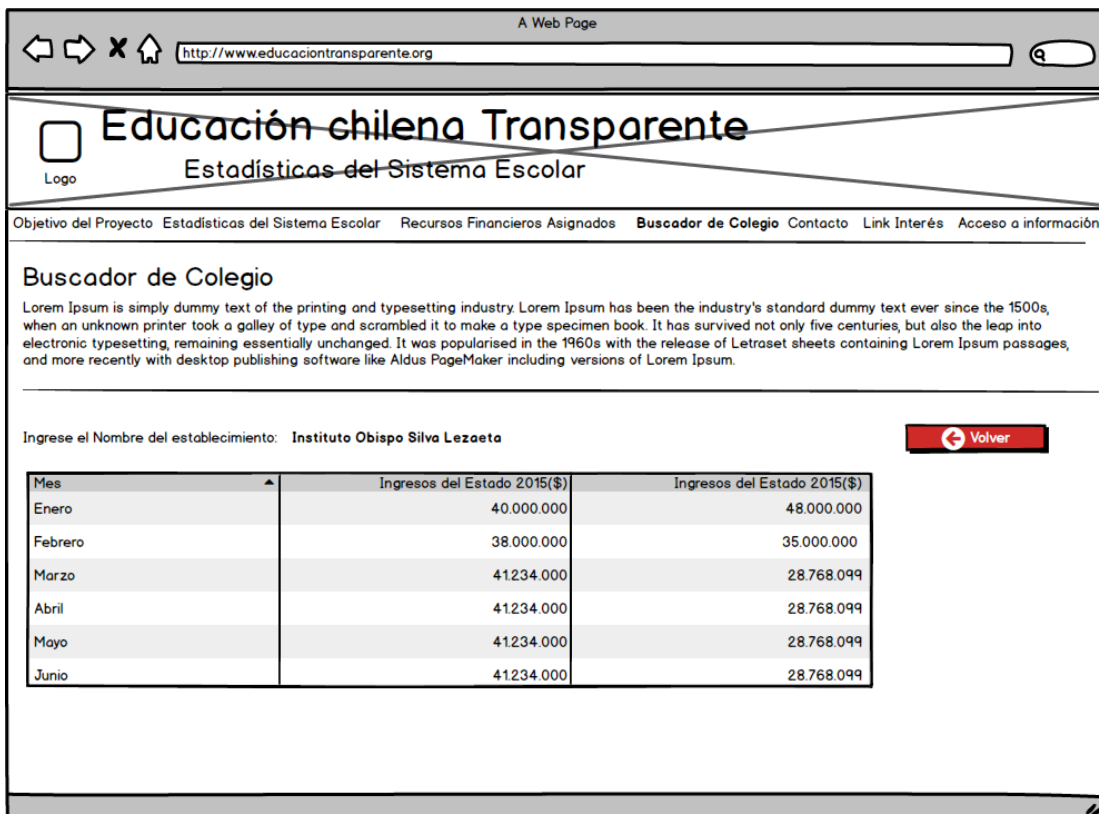 A Web Page
http://www.educaciontransparente.org
Educación chilena Transparente
Estadísticas del Sistema Escolar
Logo
Objetivo del Proyecto Estadísticas del Sistema Escolar Recursos Financieros Asignados Buscador de Colegio Contacto Link Interés Acceso a información
Buscador de Colegio
Lorem Ipsum is simply dummy text of the printing and typesetting industry. Lorem Ipsum has been the industry's standard dummy text ever since the 1500s,
when an unknown printer took a galley of type and scrambled it to make a type specimen book. It has survived not only five centuries, but also the leap into
electronic typesetting, remaining essentially unchanged. It was popularised in the 1960s with the release of Letraset sheets containing Lorem Ipsum passages,
and more recently with desktop publishing software like Aldus PageMaker including versions of Lorem Ipsum.
Ingrese el Nombre del establecimiento: Instituto Obispo Silva Lezaeta
Volver
Mes Ingresos del Estado 2015($) Ingresos del Estado 2015($)
Enero 40.000.000 48.000.000
Febrero 38.000.000 35.000.000
Marzo 41.234.000 28.768.099
Abril 41.234.000 28.768.099
Mayo 41.234.000 28.768.099
Junio 41.234.000 28.768.099